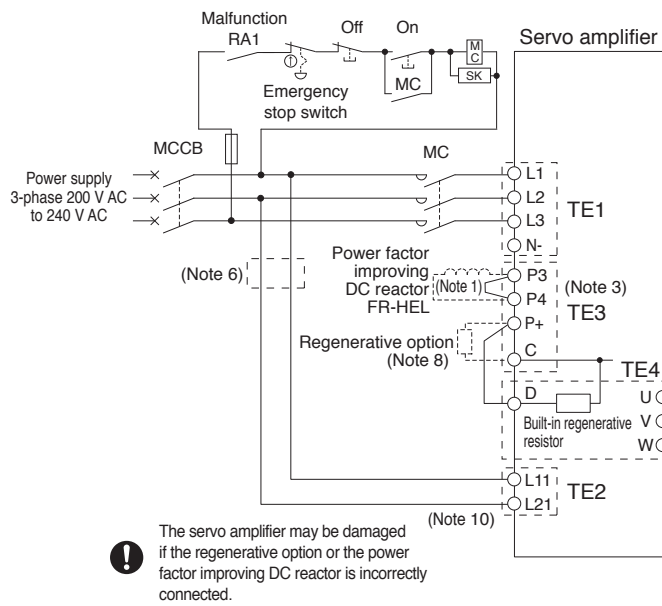 Malfunction
RA1
Off
On
MC
SK
MC
Emergency
stop switch
Servo amplifier
MCCB
MC
Power supply
3-phase 200 V AC
to 240 V AC
L1
L2
L3
N-
TE1
(Note 6)
Power factor
improving
DC reactor
FR-HEL
(Note 1)
P3
P4
P+
C
(Note 3)
TE3
Regenerative option
(Note 8)
TE4
D
Built-in regenerative
resistor
U
V
W
L11
L21
TE2
(Note 10)
The servo amplifier may be damaged
if the regenerative option or the power
factor improving DC reactor is incorrectly
connected.